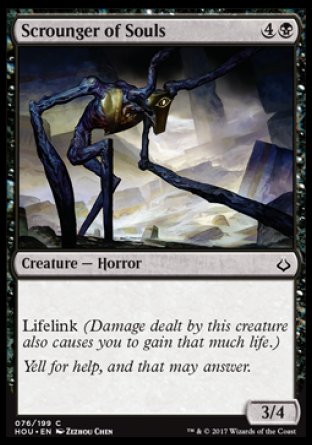 Scrounger of Souls 4
Creature — Horror
Lifelink (Damage dealt by this creature
also causes you to gain that much life.)
Yell for help, and that may answer.
3/4
076/199 C
HOU • EN Zezhou Chen
™ & © 2017 Wizards of the Coast